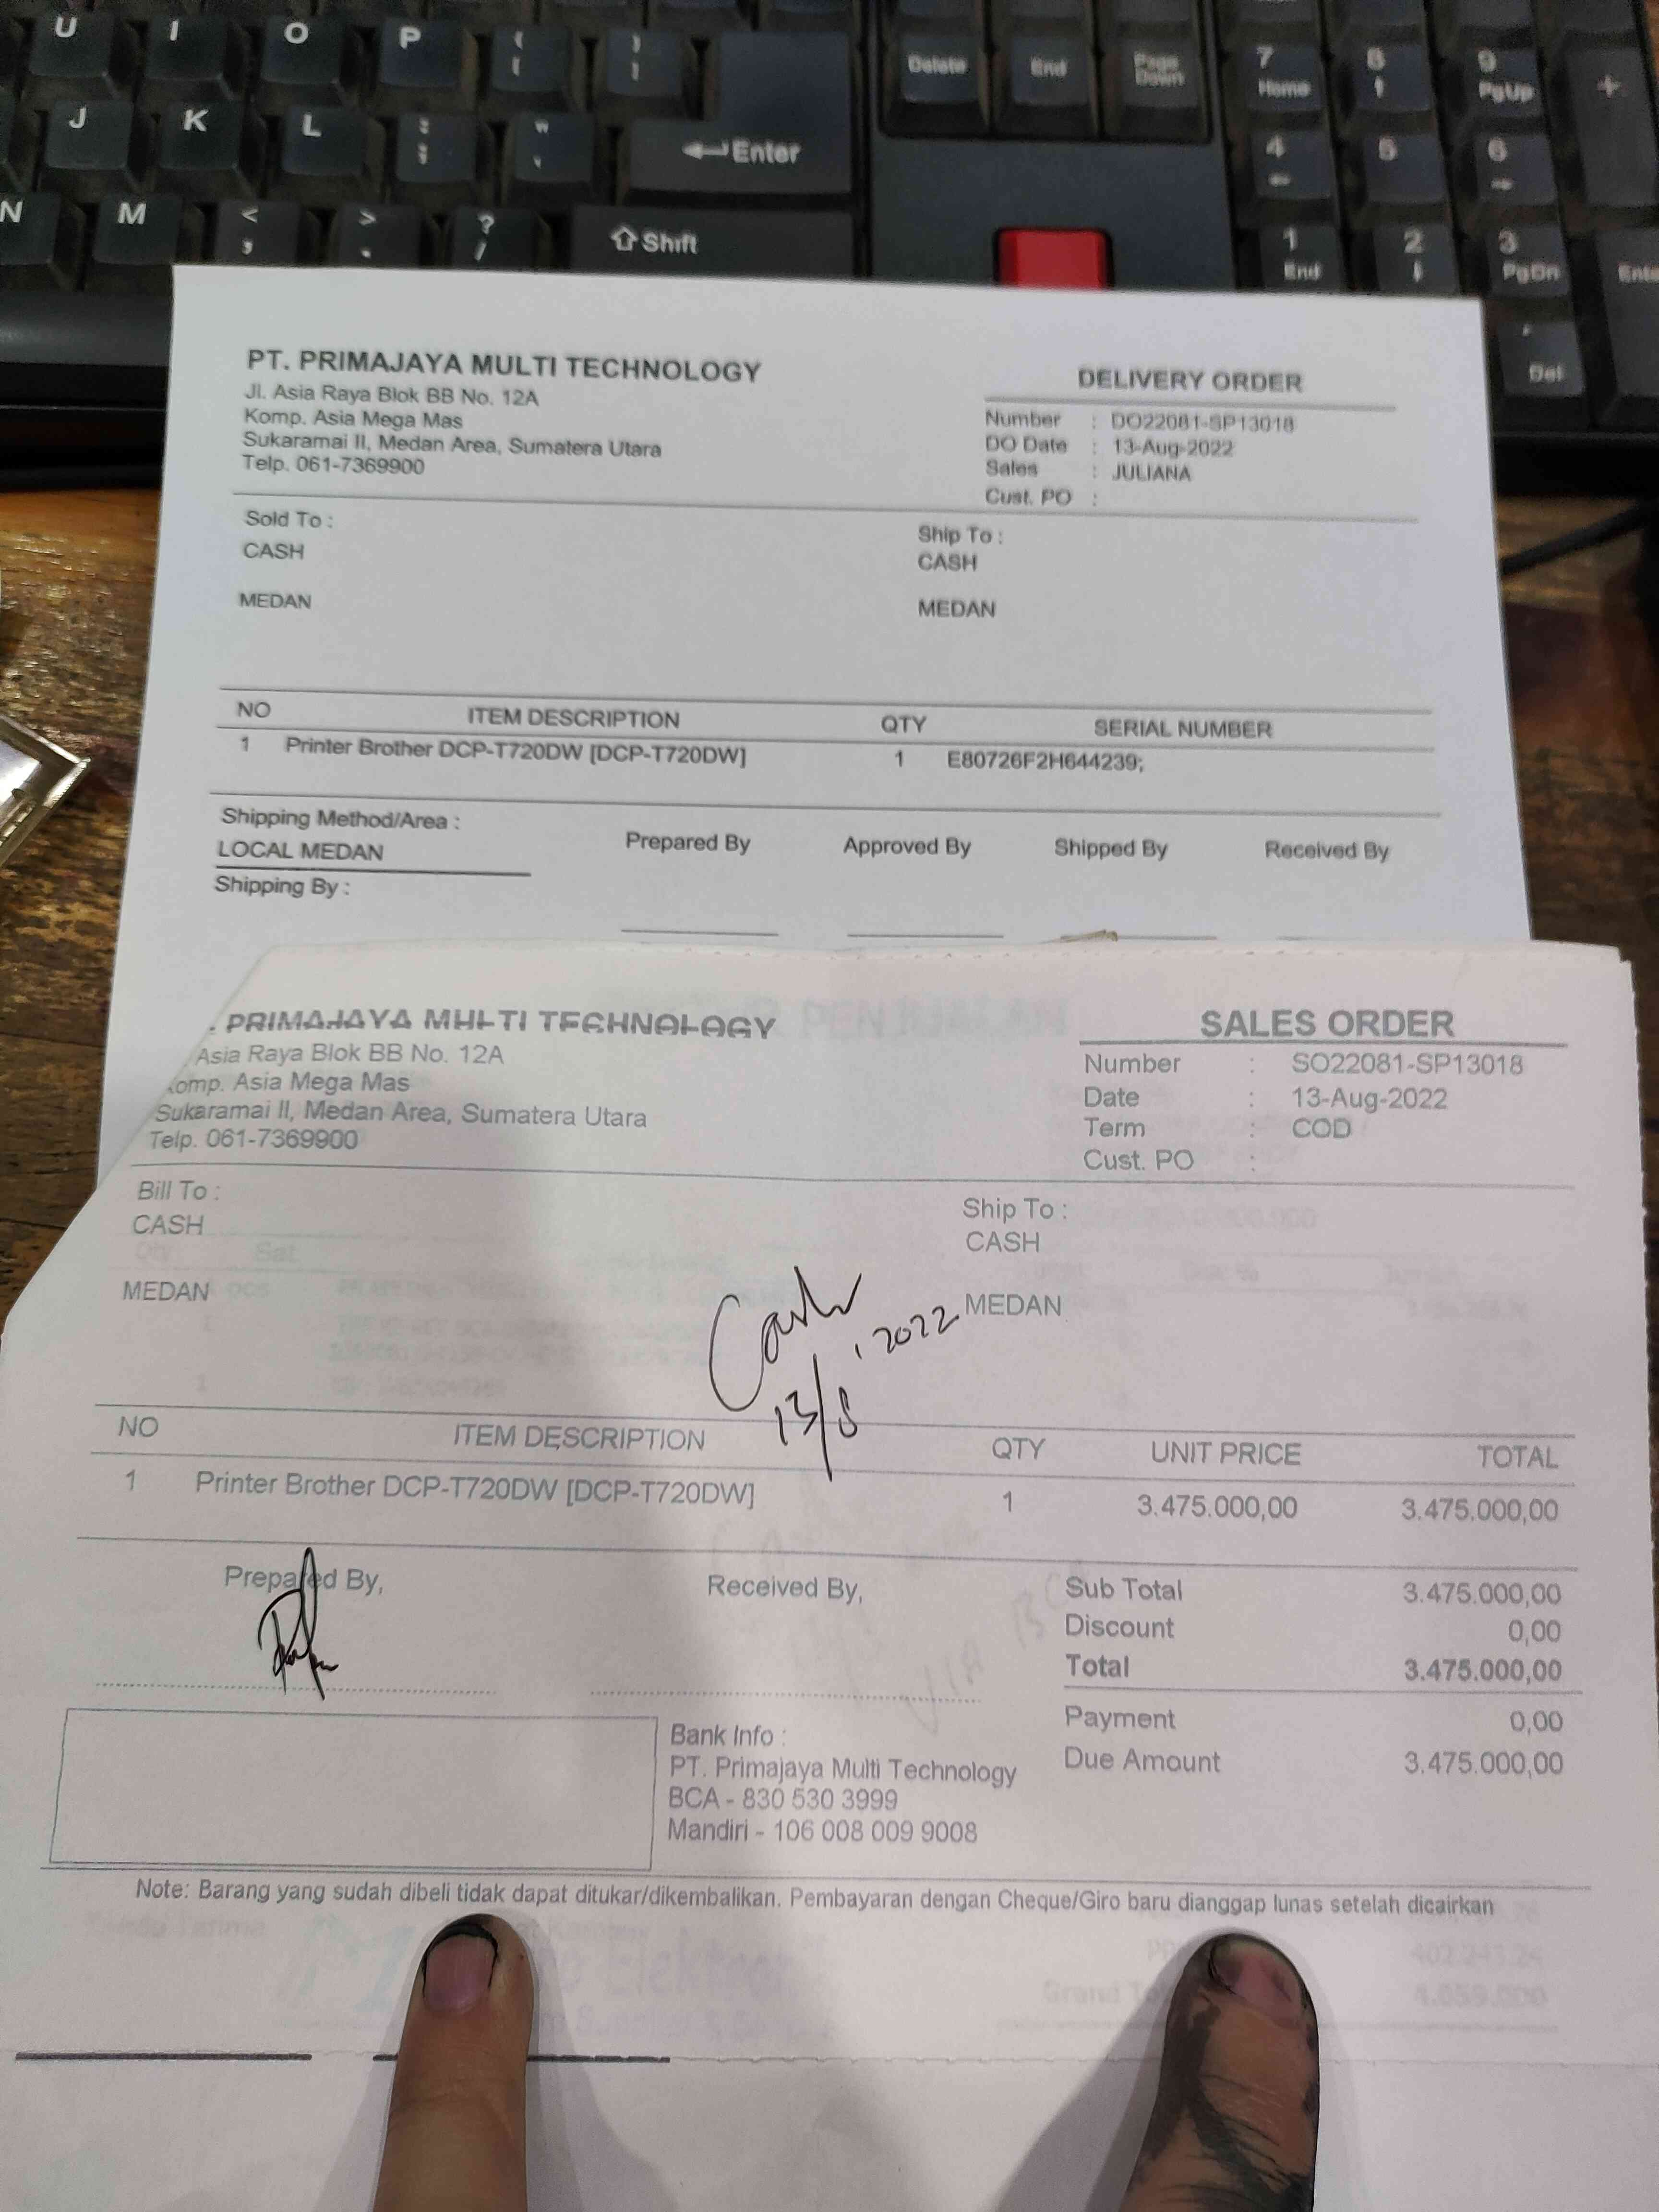 U I O P { [ } ] Delete End Page Down 7 Home 8 9 PgUp +
J K L : ; " ' Enter 4 5 6
N M < , > . ? / Shift 1 End 2 3 PgDn
Del
PT. PRIMAJAYA MULTI TECHNOLOGY
Jl. Asia Raya Blok BB No. 12A
Komp. Asia Mega Mas
Sukaramai II, Medan Area, Sumatera Utara
Telp. 061-7369900
DELIVERY ORDER
Number : DO22081-SP13018
DO Date : 13-Aug-2022
Sales : JULIANA
Cust. PO :
Sold To :
CASH
MEDAN
Ship To :
CASH
MEDAN
NO ITEM DESCRIPTION QTY SERIAL NUMBER
1 Printer Brother DCP-T720DW [DCP-T720DW] 1 E80726F2H644239;
Shipping Method/Area :
LOCAL MEDAN
Shipping By :
Prepared By Approved By Shipped By Received By
. PRIMAJAYA MULTI TECHNOLOGY
Asia Raya Blok BB No. 12A
Komp. Asia Mega Mas
Sukaramai II, Medan Area, Sumatera Utara
Telp. 061-7369900
SALES ORDER
Number : SO22081-SP13018
Date : 13-Aug-2022
Term : COD
Cust. PO :
Bill To :
CASH
MEDAN
Ship To :
CASH
MEDAN
Cash
13/8, 2022
NO ITEM DESCRIPTION QTY UNIT PRICE TOTAL
1 Printer Brother DCP-T720DW [DCP-T720DW] 1 3.475.000,00 3.475.000,00
Prepared By, Received By,
Sub Total 3.475.000,00
Discount 0,00
Total 3.475.000,00
Payment 0,00
Due Amount 3.475.000,00
Bank Info :
PT. Primajaya Multi Technology
BCA - 830 530 3999
Mandiri - 106 008 009 9008
Note: Barang yang sudah dibeli tidak dapat ditukar/dikembalikan. Pembayaran dengan Cheque/Giro baru dianggap lunas setelah dicairkan